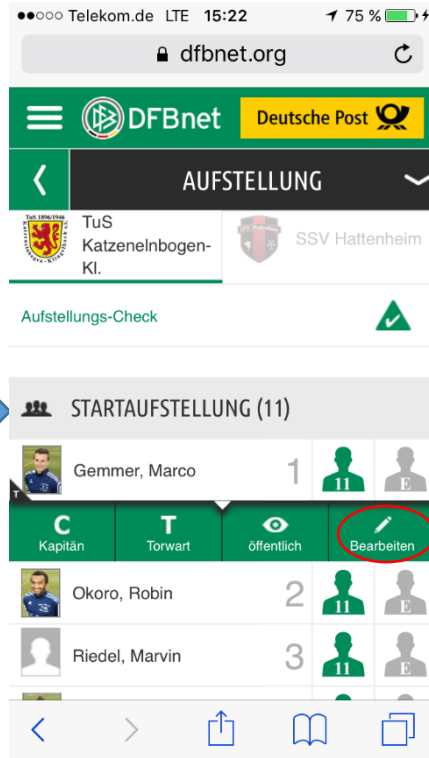 Telekom.de LTE 15:22 75 %
dfbnet.org
DFBnet Deutsche Post
AUFSTELLUNG
TuS
Katzenelnbogen-
Kl.
SSV Hattenheim
Aufstellungs-Check
STARTAUFSTELLUNG (11)
Gemmer, Marco 1 11 E
T
C T
Kapitän Torwart öffentlich Bearbeiten
Okoro, Robin 2 11 E
Riedel, Marvin 3 11 E